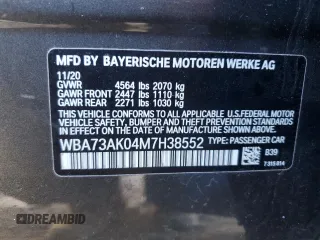 MFD BY BAYERISCHE MOTOREN WERKE AG
11/20
GVWR 4564 lbs 2070 kg
GAWR FRONT 2447 lbs 1110 kg
GAWR REAR 2271 lbs 1030 kg
THIS VEHICLE CONFORMS TO ALL APPLICABLE U.S.FEDERAL
MOTOR VEHICLE SAFETY, BUMPER, AND THEFT
PREVENTION STANDARDS IN EFFECT ON THE DATE
OF MANUFACTURE SHOWN ABOVE.
WBA73AK04M7H38552 TYPE: PASSENGER CAR
B39
7315814
DREAMBID